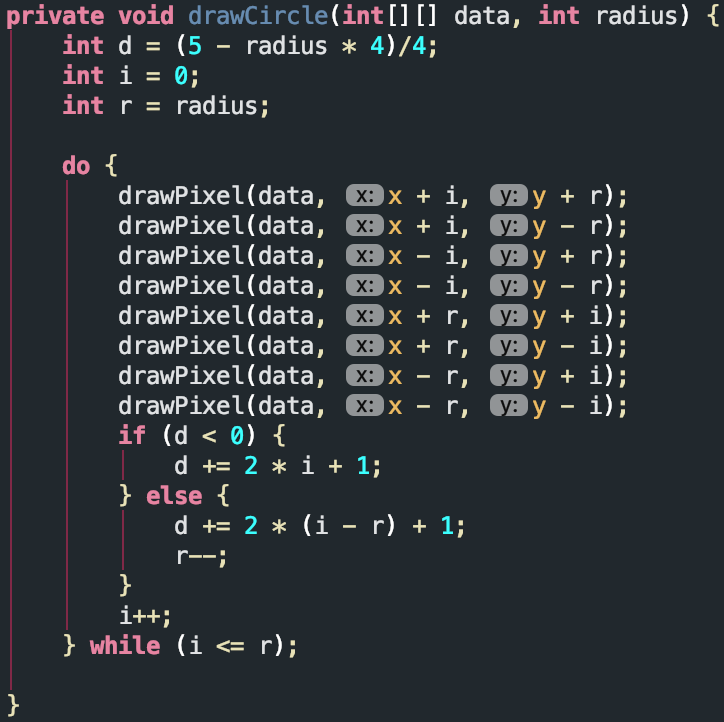 private void drawCircle(int[][] data, int radius) {
    int d = (5 - radius * 4)/4;
    int i = 0;
    int r = radius;

    do {
        drawPixel(data, x: x + i, y: y + r);
        drawPixel(data, x: x + i, y: y - r);
        drawPixel(data, x: x - i, y: y + r);
        drawPixel(data, x: x - i, y: y - r);
        drawPixel(data, x: x + r, y: y + i);
        drawPixel(data, x: x + r, y: y - i);
        drawPixel(data, x: x - r, y: y + i);
        drawPixel(data, x: x - r, y: y - i);
        if (d < 0) {
            d += 2 * i + 1;
        } else {
            d += 2 * (i - r) + 1;
            r--;
        }
        i++;
    } while (i <= r);

}